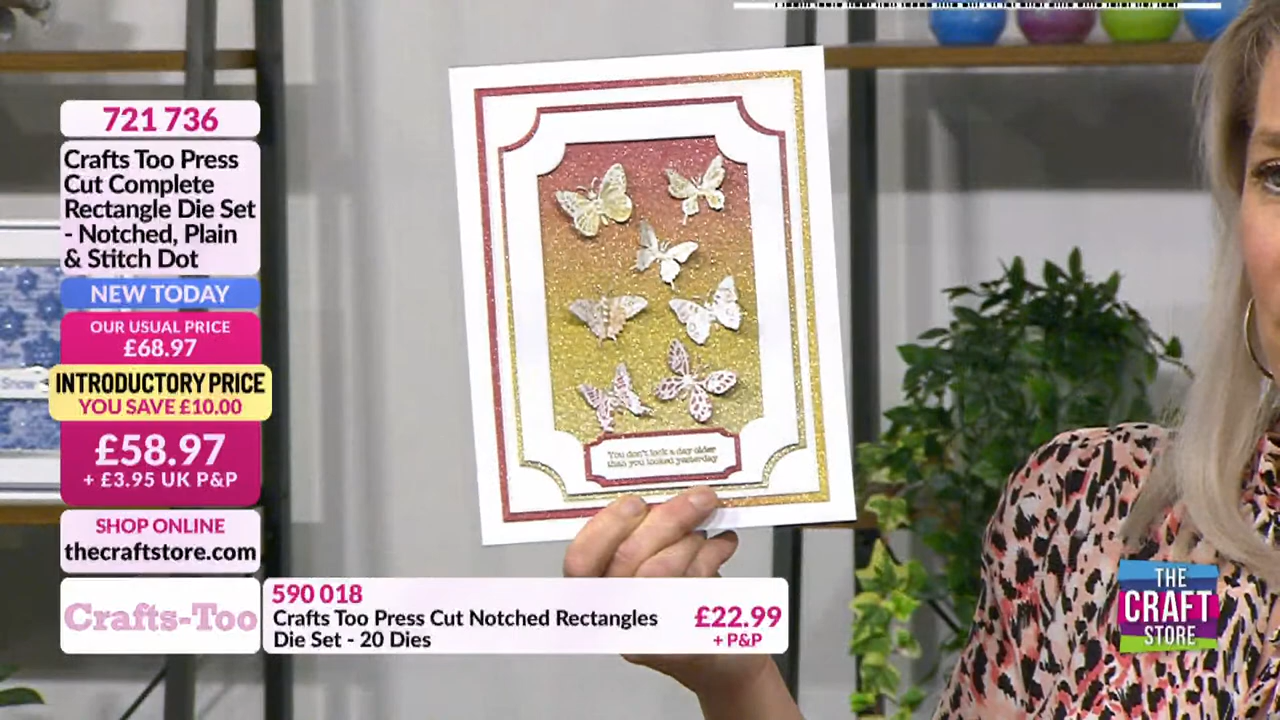 721 736
Crafts Too Press
Cut Complete
Rectangle Die Set
- Notched, Plain
& Stitch Dot
NEW TODAY
OUR USUAL PRICE
£68.97
INTRODUCTORY PRICE
YOU SAVE £10.00
£58.97
+ £3.95 UK P&P
SHOP ONLINE
thecraftstore.com
Crafts-Too
590 018
Crafts Too Press Cut Notched Rectangles
Die Set - 20 Dies
£22.99
+ P&P
You don't look a day older
than you looked yesterday
THE
CRAFT
STORE
Show